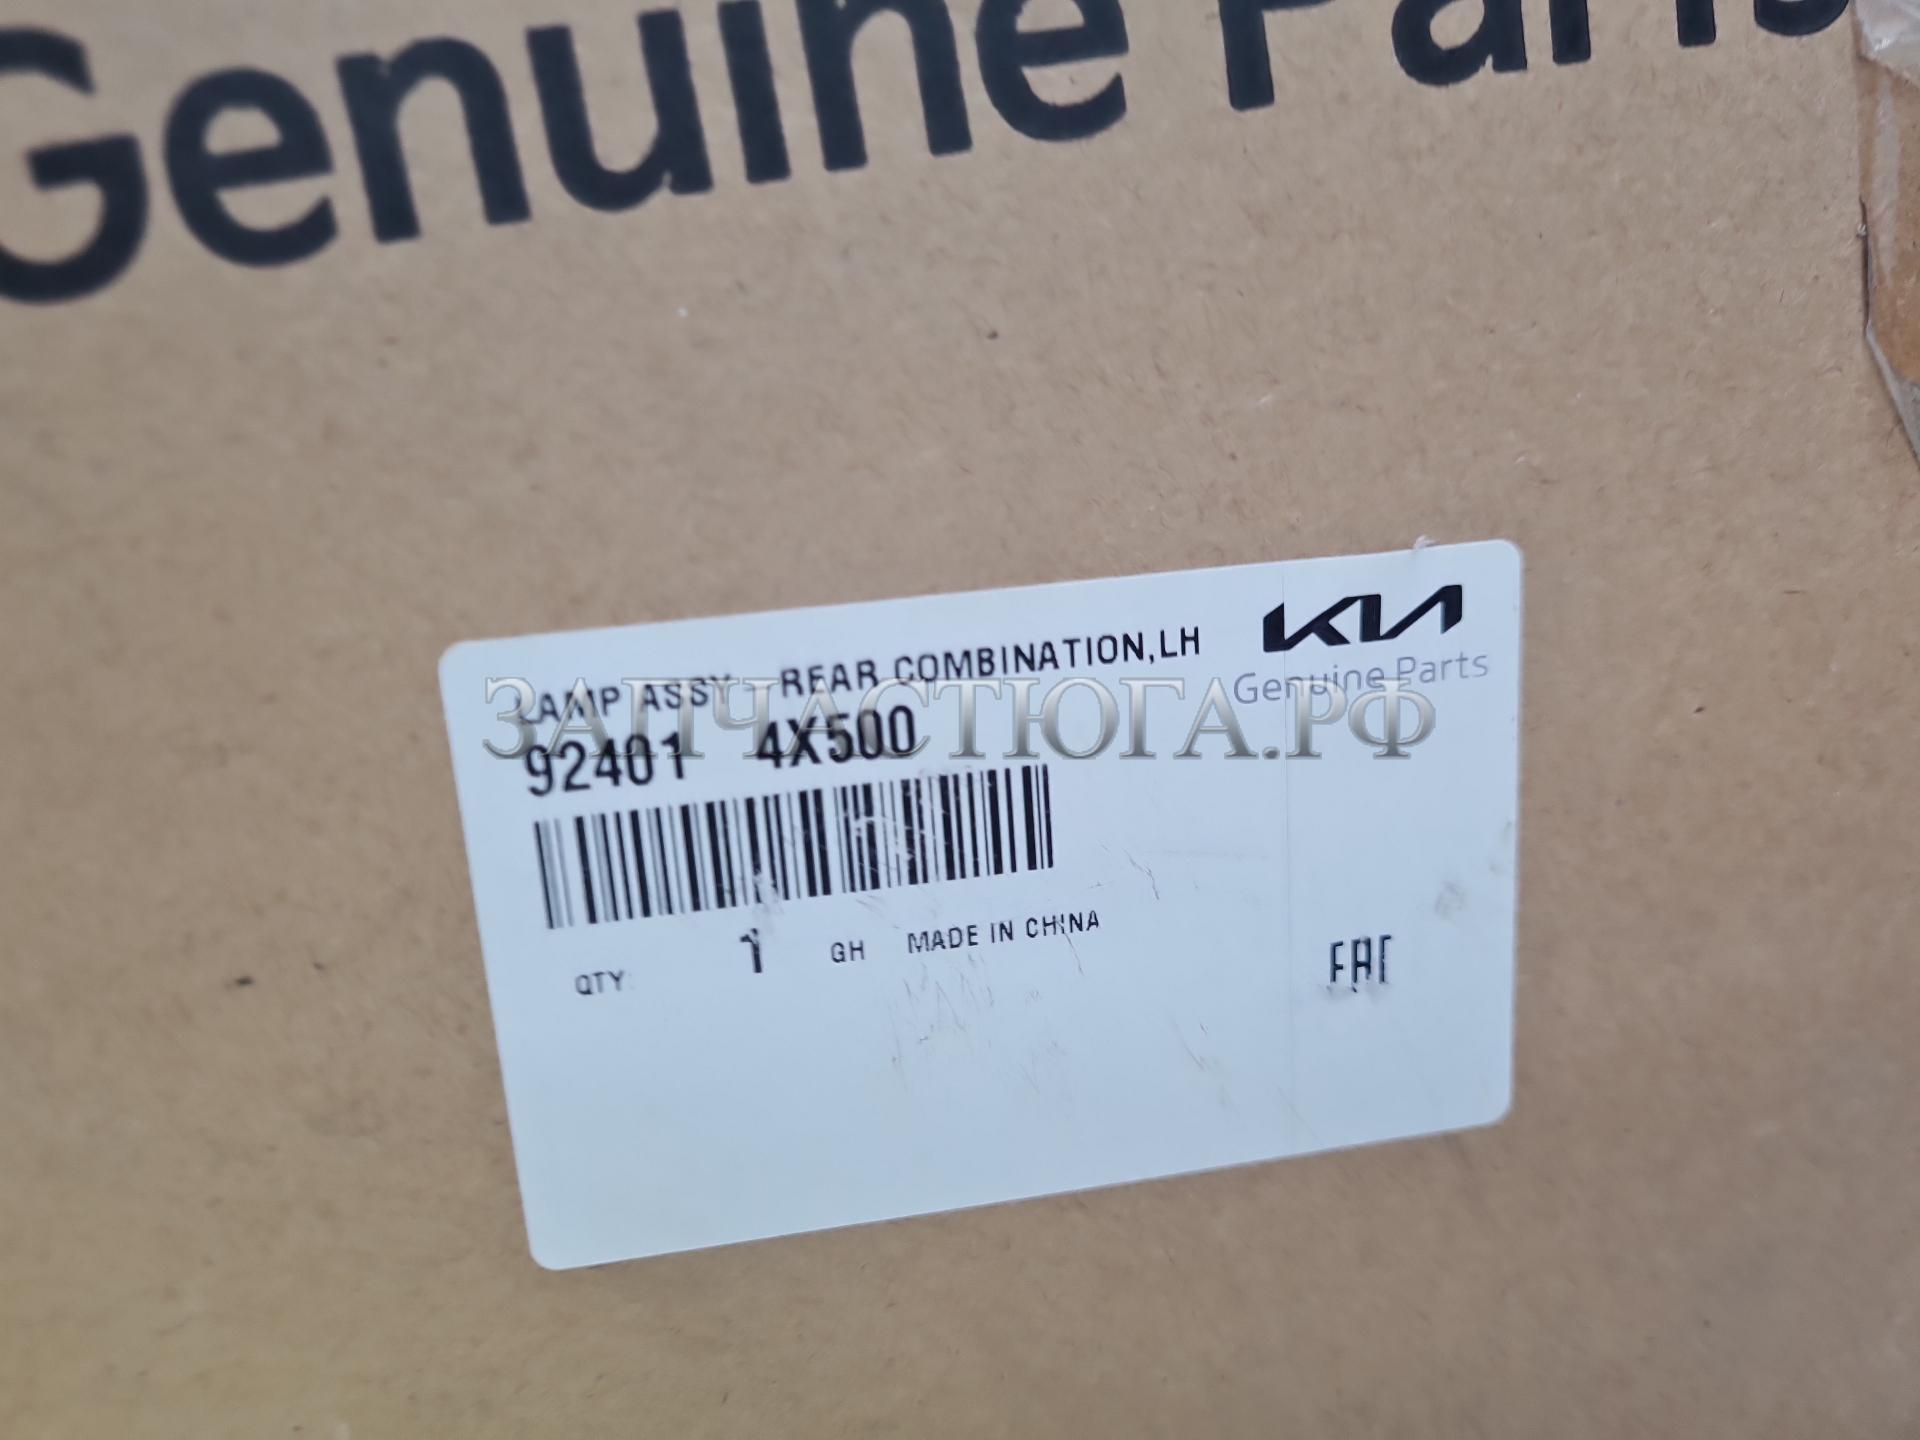 Genuine Parts
LAMP ASSY - REAR COMBINATION,LH
KIA
Genuine Parts
ЗАПЧАСТЮГА.РФ
92401 4X500
QTY: 1 GH MADE IN CHINA
EAC